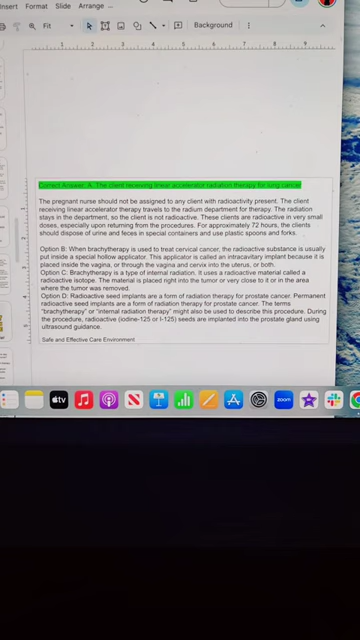 Insert Format Slide Arrange ...
Fit Background
1 2 3 4 5 6 7 8 9
Correct Answer: A. The client receiving linear accelerator radiation therapy for lung cancer
The pregnant nurse should not be assigned to any client with radioactivity present. The client
receiving linear accelerator therapy travels to the radium department for therapy. The radiation
stays in the department, so the client is not radioactive. These clients are radioactive in very small
doses, especially upon returning from the procedures. For approximately 72 hours, the clients
should dispose of urine and feces in special containers and use plastic spoons and forks.
Option B: When brachytherapy is used to treat cervical cancer, the radioactive substance is usually
put inside a special hollow applicator. This applicator is called an intracavitary implant because it is
placed inside the vagina, or through the vagina and cervix into the uterus, or both.
Option C: Brachytherapy is a type of internal radiation. It uses a radioactive material called a
radioactive isotope. The material is placed right into the tumor or very close to it or in the area
where the tumor was removed.
Option D: Radioactive seed implants are a form of radiation therapy for prostate cancer. Permanent
radioactive seed implants are a form of radiation therapy for prostate cancer. The terms
"brachytherapy" or "internal radiation therapy" might also be used to describe this procedure. During
the procedure, radioactive (iodine-125 or I-125) seeds are implanted into the prostate gland using
ultrasound guidance.
Safe and Effective Care Environment
tv
zoom